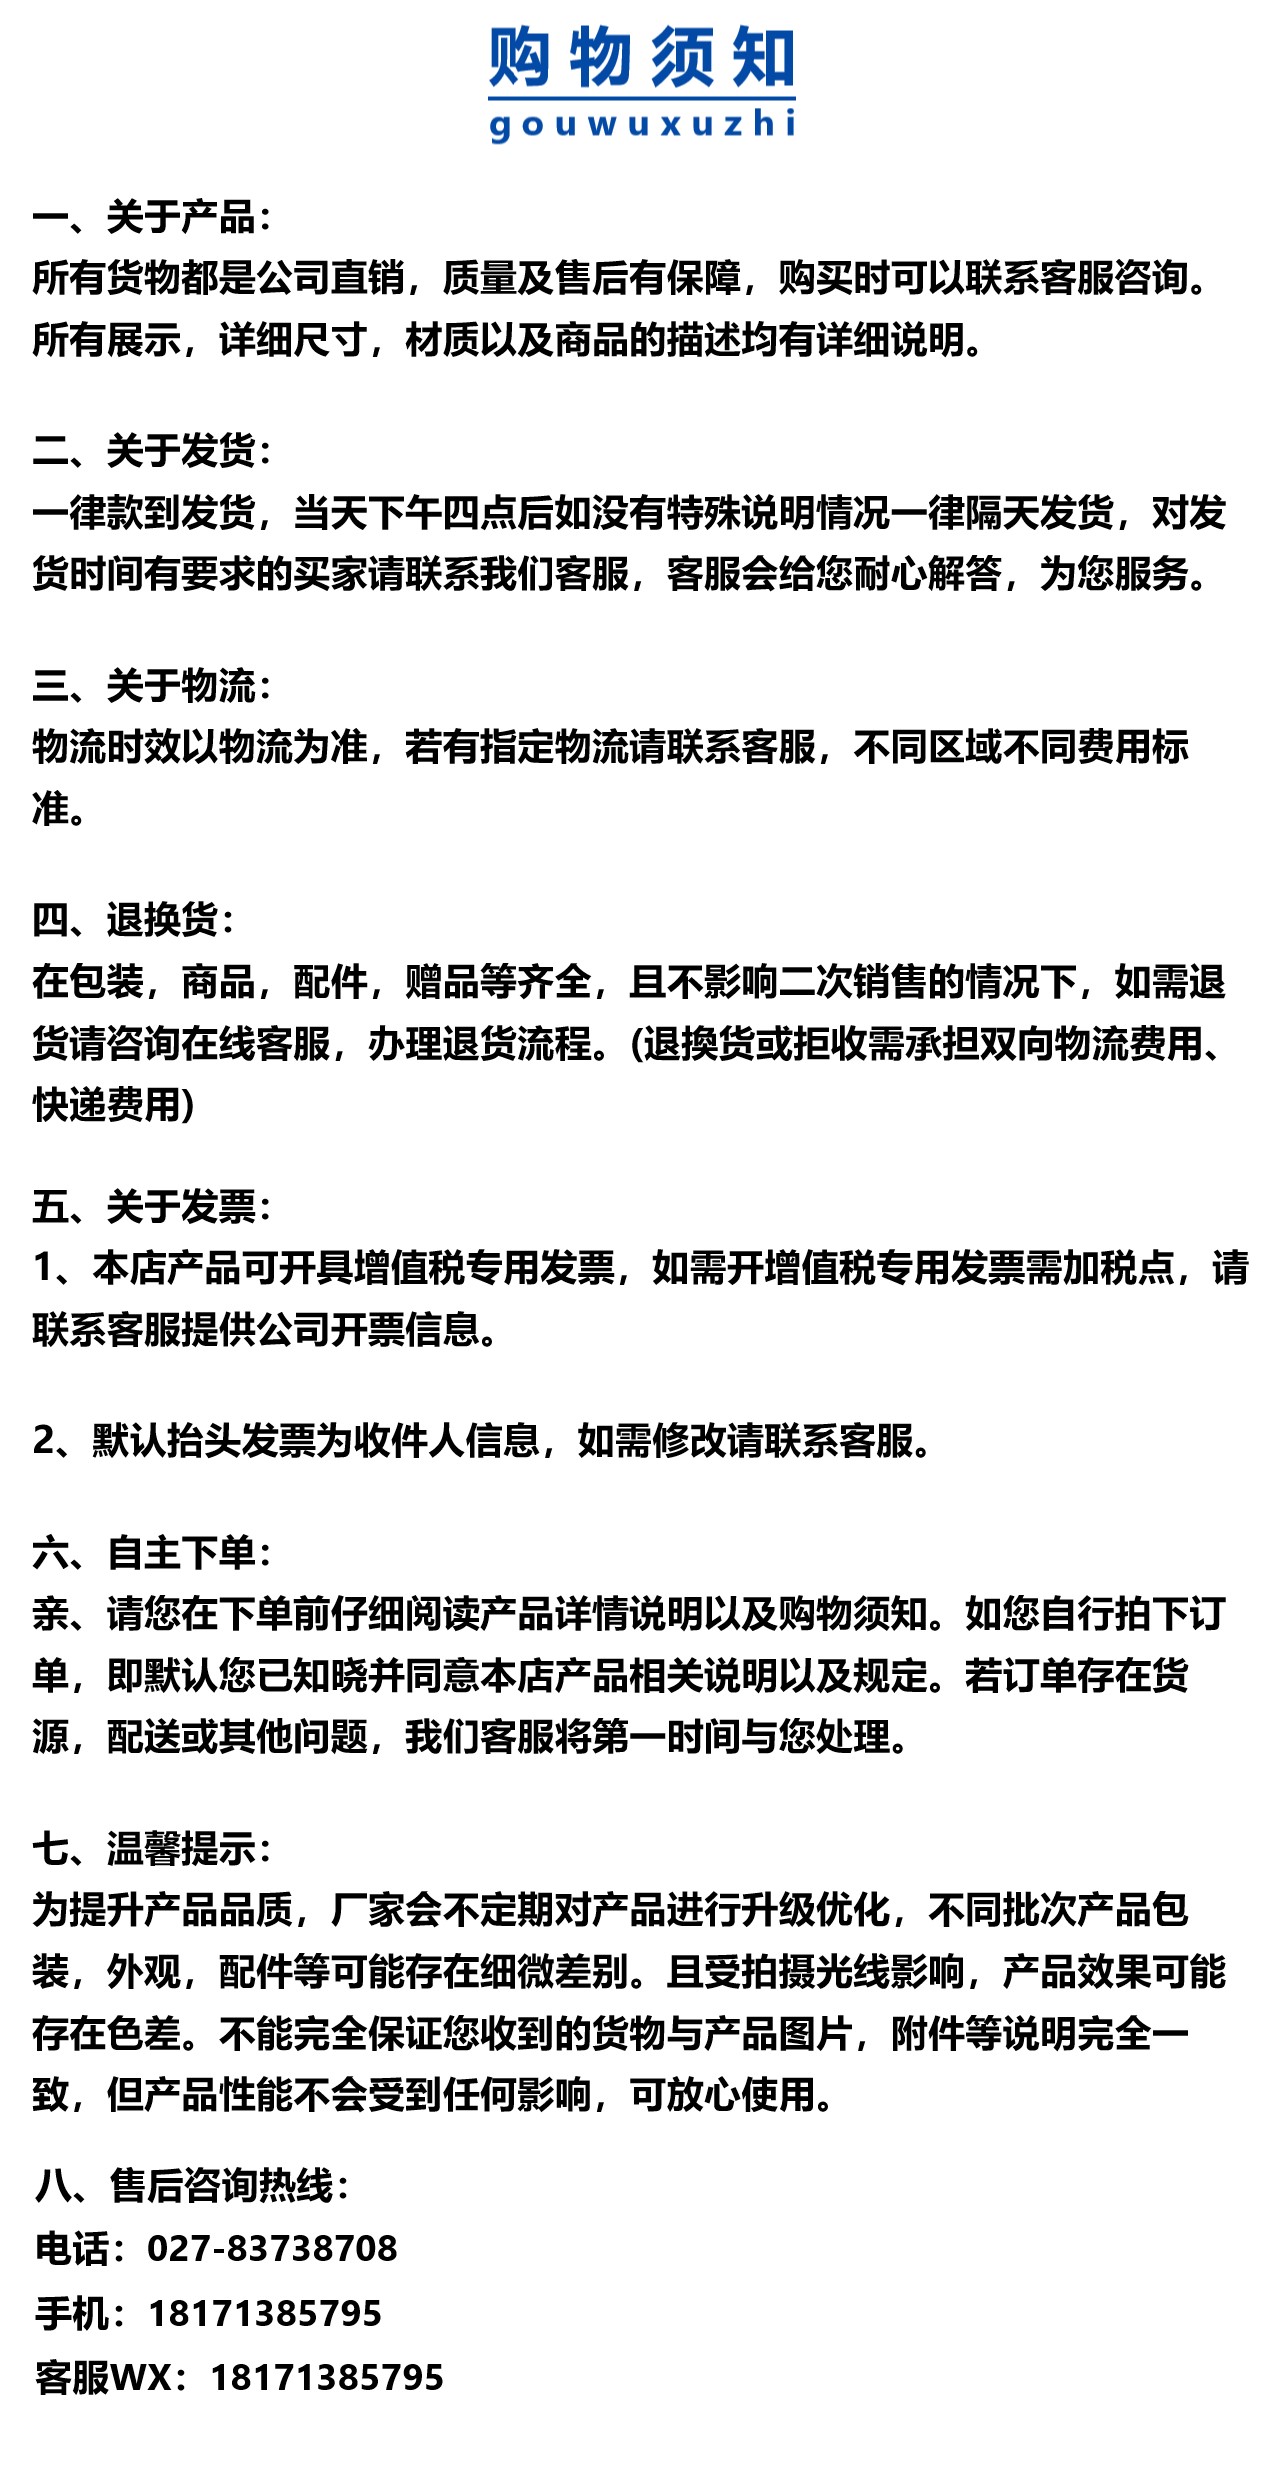 购物须知
gouwuxuzhi
一、关于产品：
所有货物都是公司直销，质量及售后有保障，购买时可以联系客服咨询。
所有展示，详细尺寸，材质以及商品的描述均有详细说明。
二、关于发货：
一律款到发货，当天下午四点后如没有特殊说明情况一律隔天发货，对发
货时间有要求的买家请联系我们客服，客服会给您耐心解答，为您服务。
三、关于物流：
物流时效以物流为准，若有指定物流请联系客服，不同区域不同费用标
准。
四、退换货：
在包装，商品，配件，赠品等齐全，且不影响二次销售的情况下，如需退
货请咨询在线客服，办理退货流程。(退换货或拒收需承担双向物流费用、
快递费用)
五、关于发票：
1、本店产品可开具增值税专用发票，如需开增值税专用发票需加税点，请
联系客服提供公司开票信息。
2、默认抬头发票为收件人信息，如需修改请联系客服。
六、自主下单：
亲、请您在下单前仔细阅读产品详情说明以及购物须知。如您自行拍下订
单，即默认您已知晓并同意本店产品相关说明以及规定。若订单存在货
源，配送或其他问题，我们客服将第一时间与您处理。
七、温馨提示：
为提升产品品质，厂家会不定期对产品进行升级优化，不同批次产品包
装，外观，配件等可能存在细微差别。且受拍摄光线影响，产品效果可能
存在色差。不能完全保证您收到的货物与产品图片，附件等说明完全一
致，但产品性能不会受到任何影响，可放心使用。
八、售后咨询热线：
电话：027-83738708
手机：18171385795
客服WX：18171385795